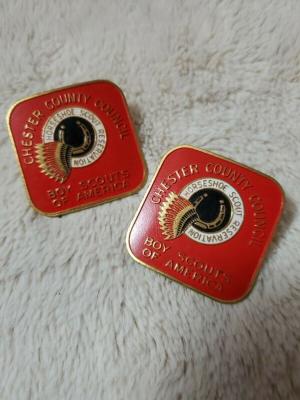 CHESTER COUNTY COUNCIL
HORSESHOE SCOUT RESERVATION
BOY SCOUTS
OF AMERICA
CHESTER COUNTY COUNCIL
HORSESHOE SCOUT RESERVATION
BOY SCOUTS
OF AMERICA